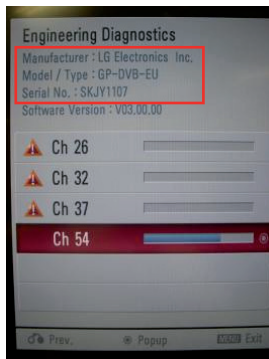 Engineering Diagnostics
Manufacturer : LG Electronics Inc.
Model / Type : GP-DVB-EU
Serial No. : SKJY1107
Software Version : V03.00.00
Ch 26
Ch 32
Ch 37
Ch 54
Prev. Popup MENU Exit